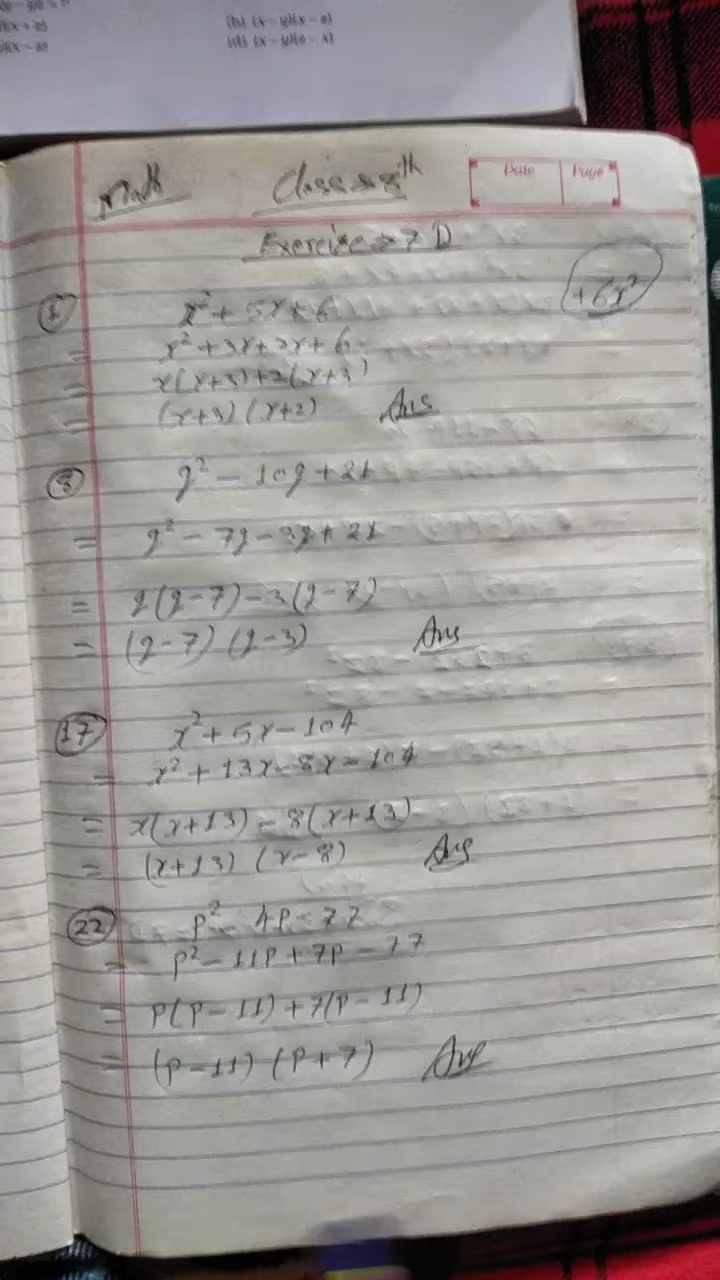 (b) (x - y)(x - a)
(x + a)
(d) (x - y)(a - x)
(x - a)
Math Class 8th
Date Page
Exercise 7 D
+6x²
① x² + 5x + 6
= x² + 3x + 2x + 6
= x(x+3)+2(x+3)
= (x+3) (x+2) Ans
⑧ y² - 10y + 21
= y² - 7y - 3y + 21
= y(y-7)-3(y-7)
= (y-7) (y-3) Ans
⑰ x² + 5x - 104
= x² + 13x - 8x - 104
= x(x+13) - 8(x+13)
= (x+13) (x-8) Ans
㉒ p² - 4p - 77
= p² - 11p + 7p - 77
= p(p - 11) + 7(p - 11)
= (p-11) (p+7) Ans